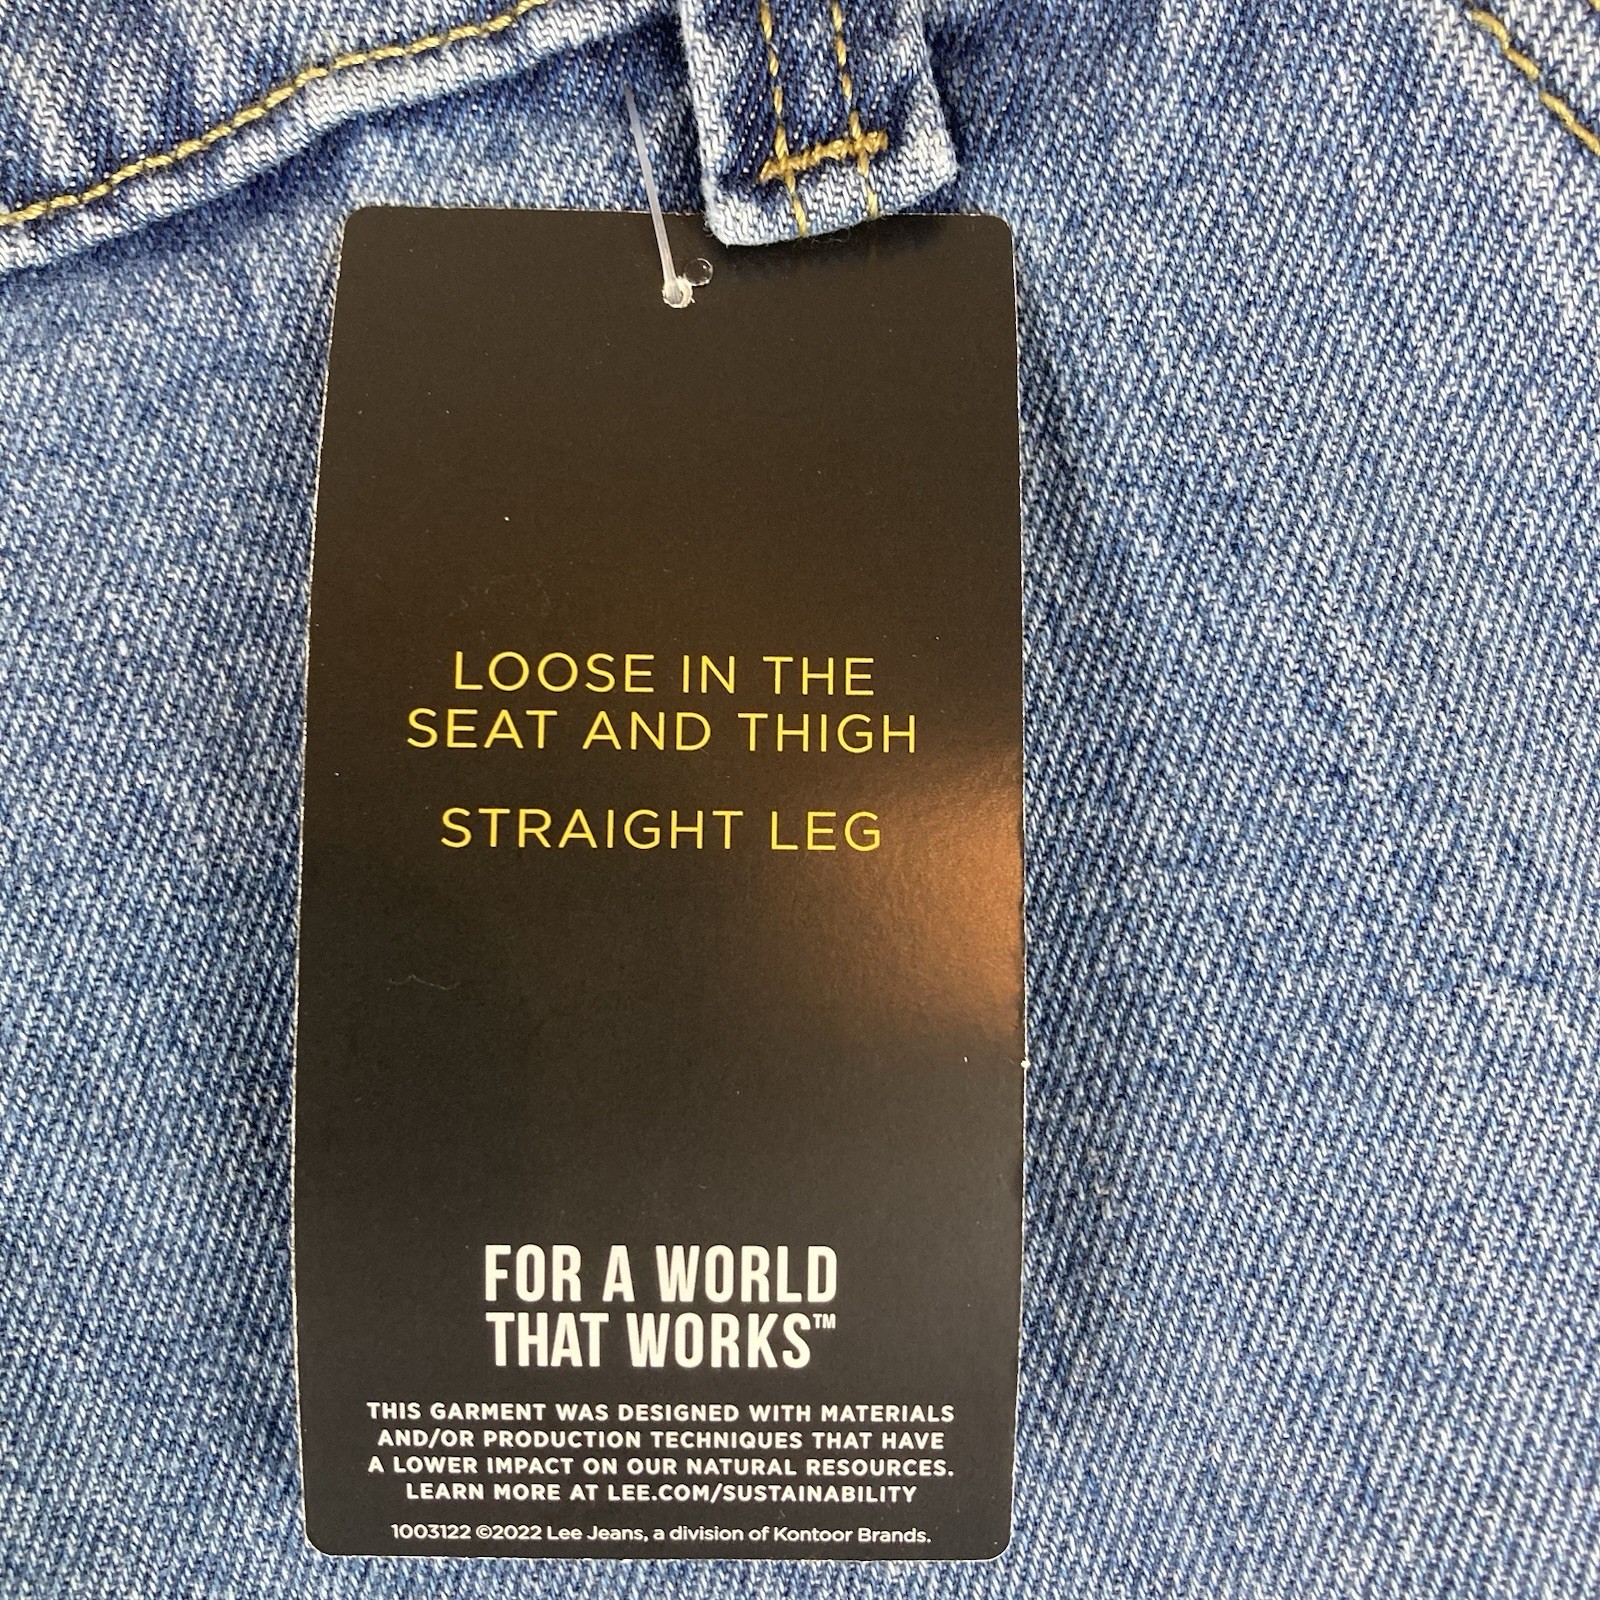 LOOSE IN THE
SEAT AND THIGH
STRAIGHT LEG
FOR A WORLD
THAT WORKS™
THIS GARMENT WAS DESIGNED WITH MATERIALS
AND/OR PRODUCTION TECHNIQUES THAT HAVE
A LOWER IMPACT ON OUR NATURAL RESOURCES.
LEARN MORE AT LEE.COM/SUSTAINABILITY
1003122 ©2022 Lee Jeans, a division of Kontoor Brands.